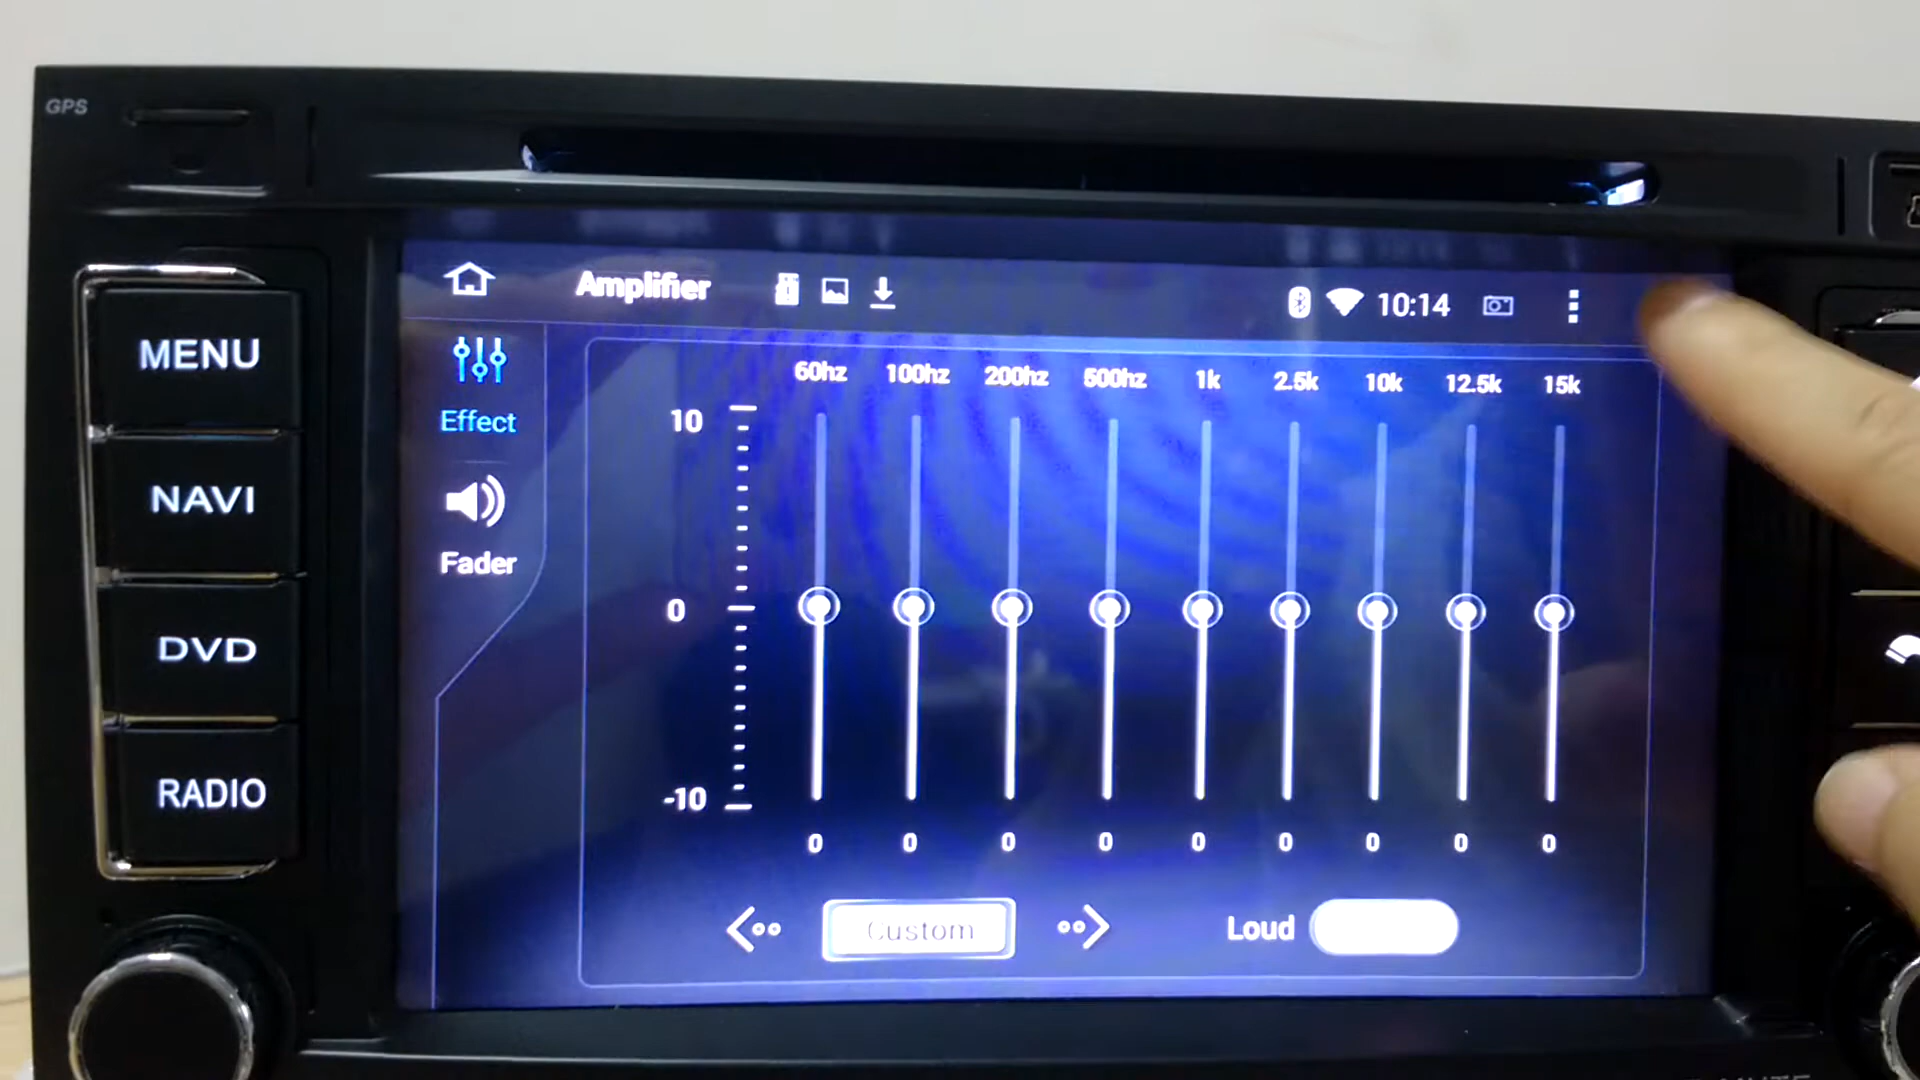 GPS
Amplifier
10:14
MENU
NAVI
DVD
RADIO
Effect
Fader
60hz 100hz 200hz 500hz 1k 2.5k 10k 12.5k 15k
10
0
-10
0 0 0 0 0 0 0 0 0
Custom
Loud